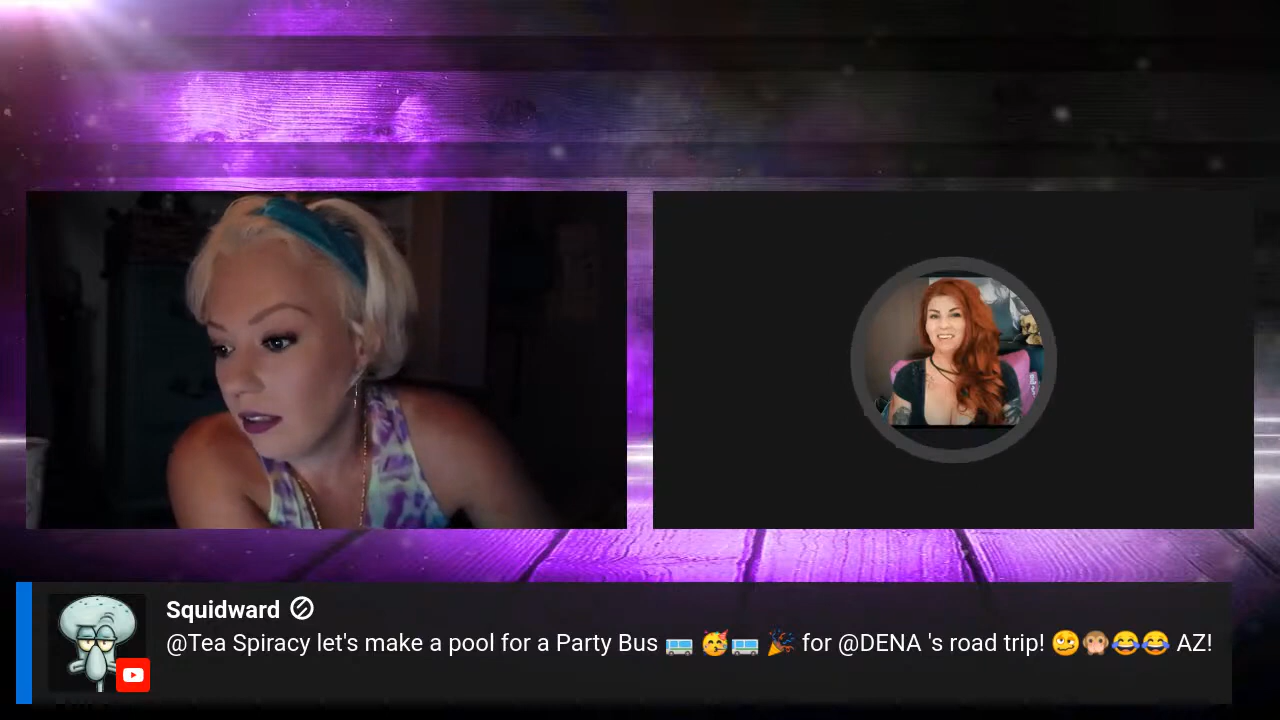 Squidward
@Tea Spiracy let's make a pool for a Party Bus 🚌 🥳🚌 🎉 for @DENA 's road trip! 🥴🙊😂😂 AZ!